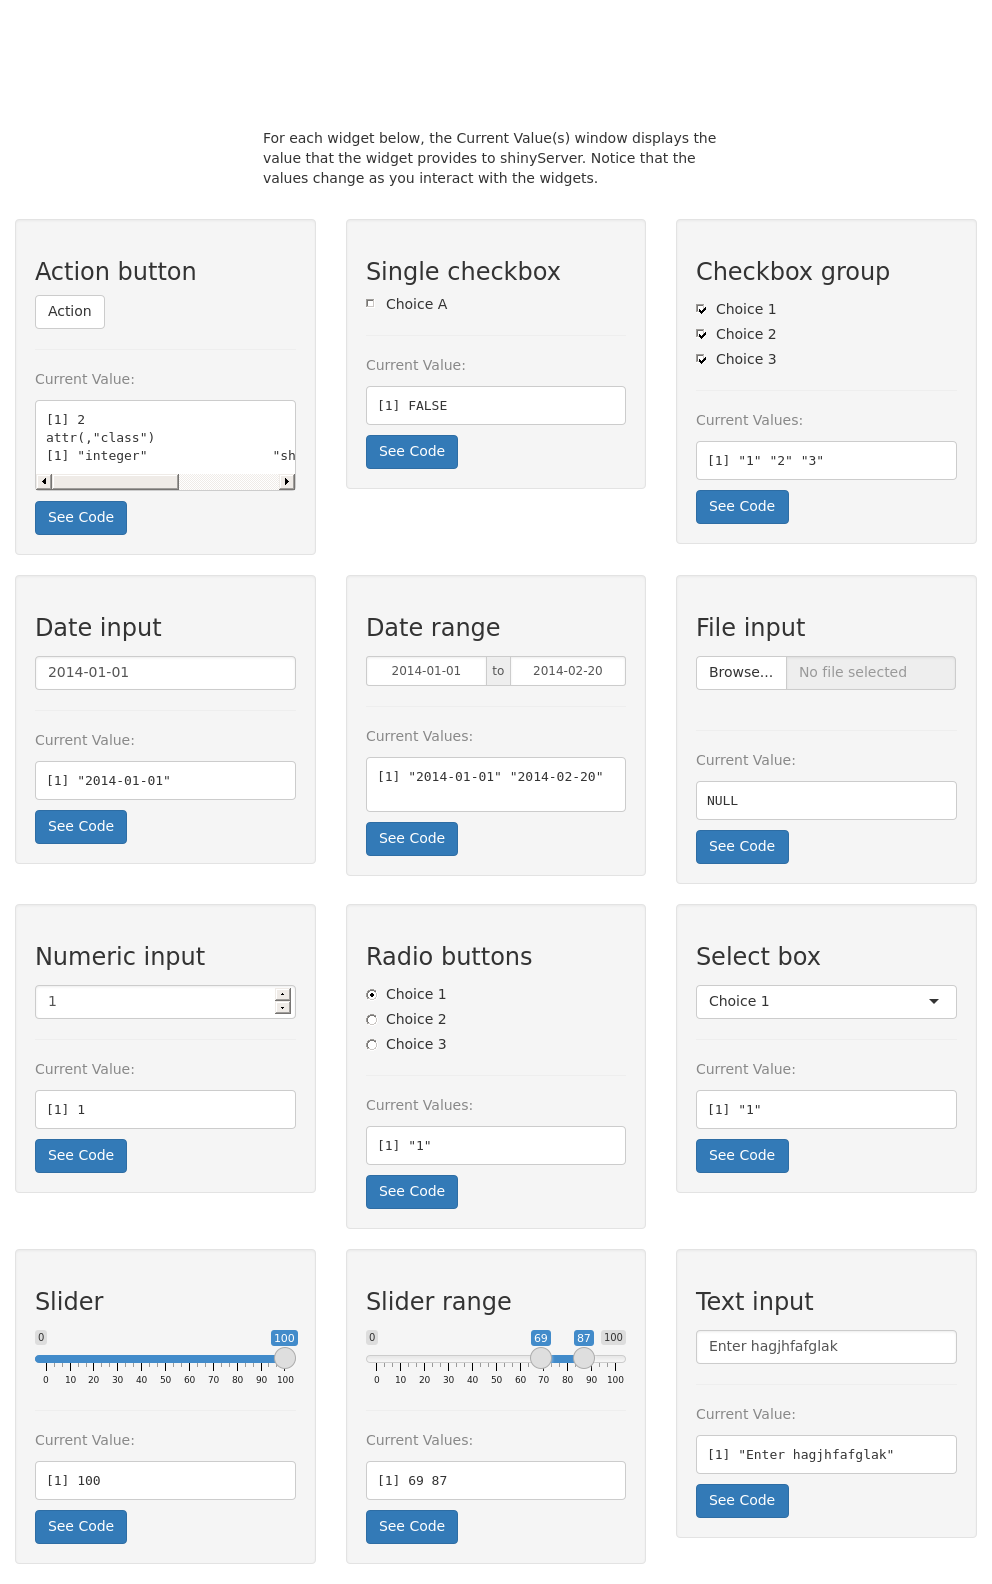 For each widget below, the Current Value(s) window displays the
value that the widget provides to shinyServer. Notice that the
values change as you interact with the widgets.
Action button
Action
Current Value:
[1] 2
attr(,"class")
[1] "integer"                "sh
See Code
Single checkbox
Choice A
Current Value:
[1] FALSE
See Code
Checkbox group
Choice 1
Choice 2
Choice 3
Current Values:
[1] "1" "2" "3"
See Code
Date input
2014-01-01
Current Value:
[1] "2014-01-01"
See Code
Date range
2014-01-01 to 2014-02-20
Current Values:
[1] "2014-01-01" "2014-02-20"
See Code
File input
Browse... No file selected
Current Value:
NULL
See Code
Numeric input
1
Current Value:
[1] 1
See Code
Radio buttons
Choice 1
Choice 2
Choice 3
Current Values:
[1] "1"
See Code
Select box
Choice 1
Current Value:
[1] "1"
See Code
Slider
0 100
0 10 20 30 40 50 60 70 80 90 100
Current Value:
[1] 100
See Code
Slider range
0 69 87 100
0 10 20 30 40 50 60 70 80 90 100
Current Values:
[1] 69 87
See Code
Text input
Enter hagjhfafglak
Current Value:
[1] "Enter hagjhfafglak"
See Code